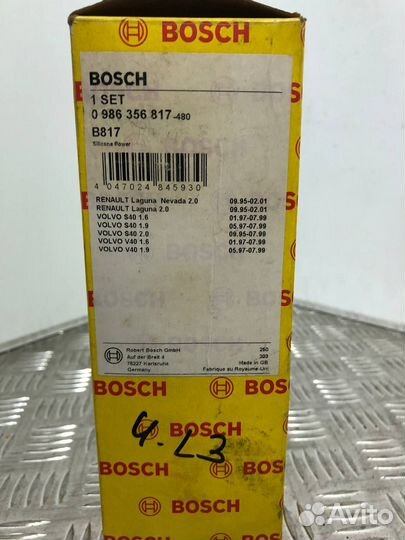 BOSCH
BOSCH
1 SET
0 986 356 817-480
B817
Silicone Power
4 047024 845930
RENAULT Laguna Nevada 2.0 09.95-02.01
RENAULT Laguna 2.0 09.95-02.01
VOLVO S40 1.6 01.97-07.99
VOLVO S40 1.9 05.97-07.99
VOLVO S40 2.0 09.95-07.99
VOLVO V40 1.6 01.97-07.99
VOLVO V40 1.9 05.97-07.99
Robert Bosch GmbH 250
Auf der Breit 4 303
76227 Karlsruhe Made in GB
Germany Fabrique au Royaume-Uni
BOSCH
4. L3
BOSCH
BOSCH
Avito